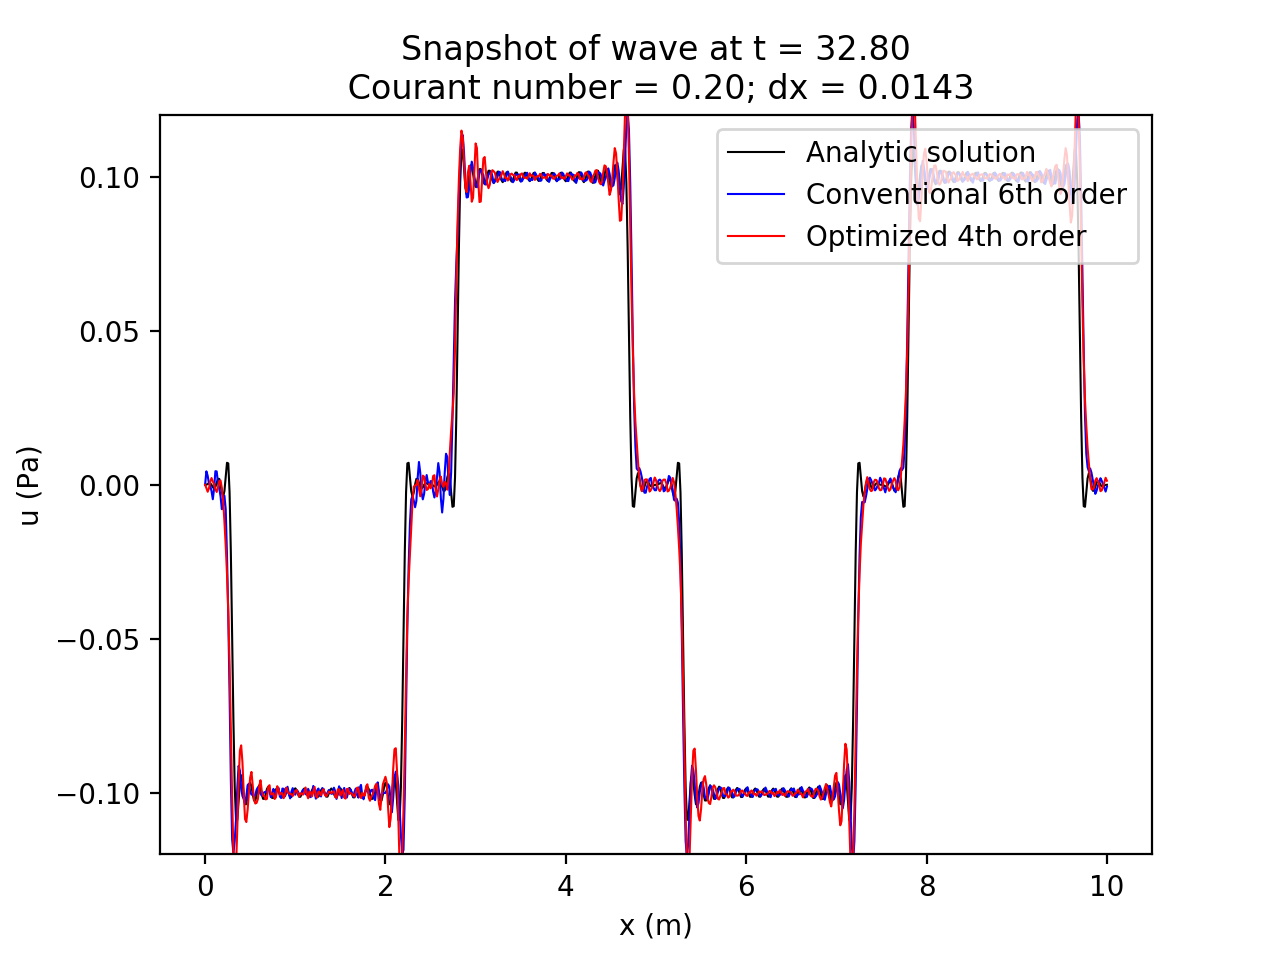 Snapshot of wave at t = 32.80
Courant number = 0.20; dx = 0.0143
Analytic solution
Conventional 6th order
Optimized 4th order
0.10
0.05
0.00
−0.05
−0.10
u (Pa)
0 2 4 6 8 10
x (m)